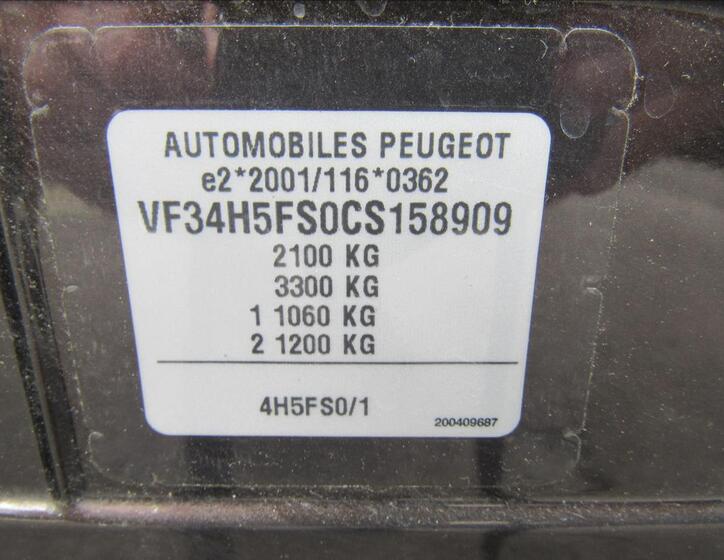 AUTOMOBILES PEUGEOT
e2*2001/116*0362
VF34H5FS0CS158909
2100 KG
3300 KG
1 1060 KG
2 1200 KG
4H5FS0/1
200409687